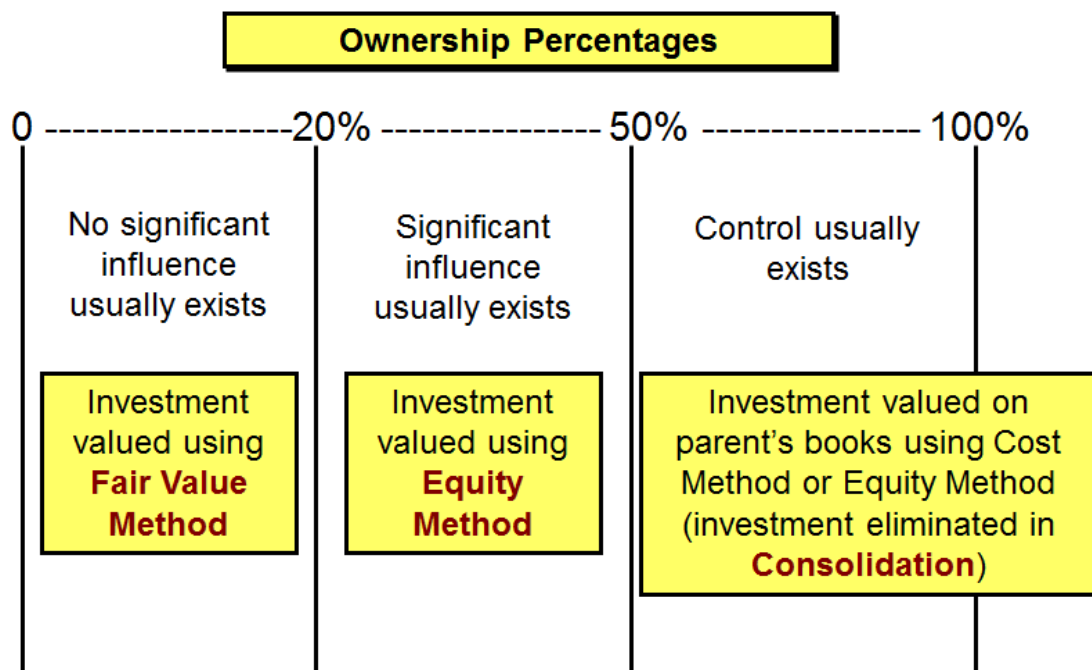 Ownership Percentages
0 ------------------20% ---------------- 50% ---------------- 100%
No significant
influence
usually exists
Significant
influence
usually exists
Control usually
exists
Investment
valued using
Fair Value
Method
Investment
valued using
Equity
Method
Investment valued on
parent's books using Cost
Method or Equity Method
(investment eliminated in
Consolidation)